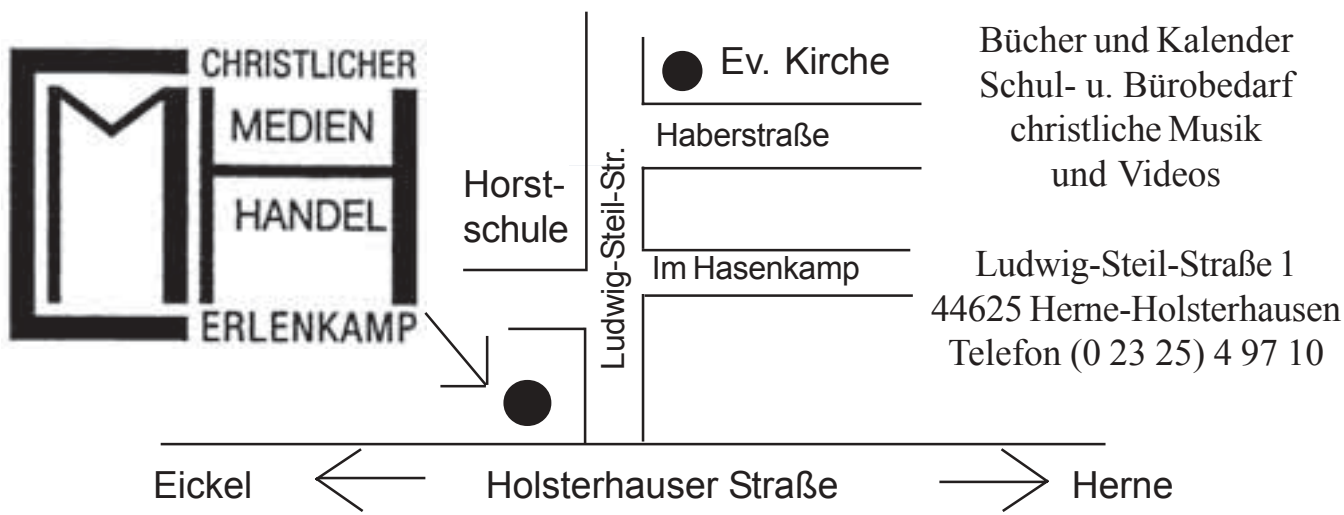 CHRISTLICHER
MEDIEN
HANDEL
ERLENKAMP
Horst-
schule
Ludwig-Steil-Str.
Ev. Kirche
Haberstraße
Im Hasenkamp
Bücher und Kalender
Schul- u. Bürobedarf
christliche Musik
und Videos
Ludwig-Steil-Straße 1
44625 Herne-Holsterhausen
Telefon (0 23 25) 4 97 10
Eickel
Holsterhauser Straße
Herne